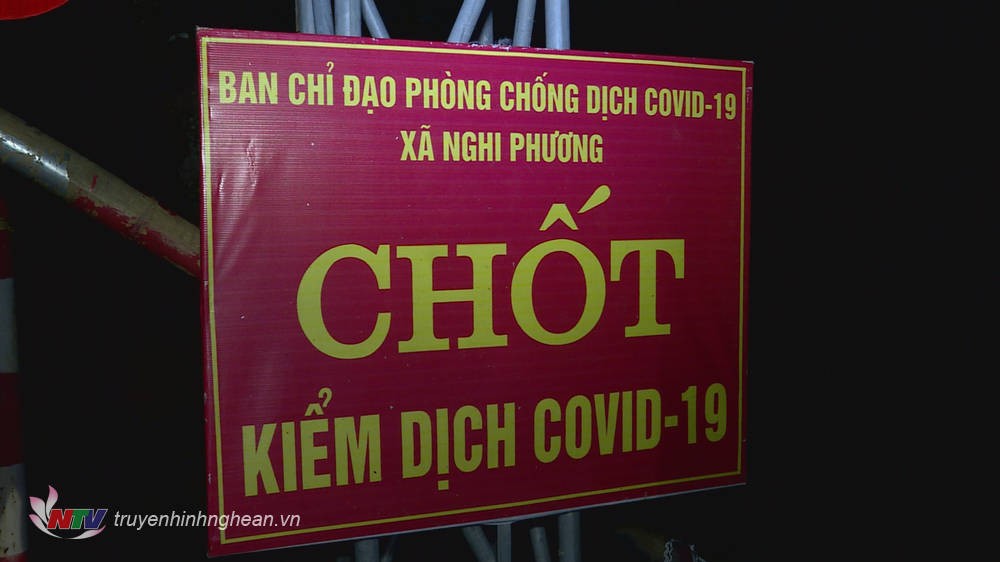 BAN CHỈ ĐẠO PHÒNG CHỐNG DỊCH COVID-19
XÃ NGHI PHƯƠNG
CHỐT
KIỂM DỊCH COVID-19
NTV truyenhinhnghean.vn